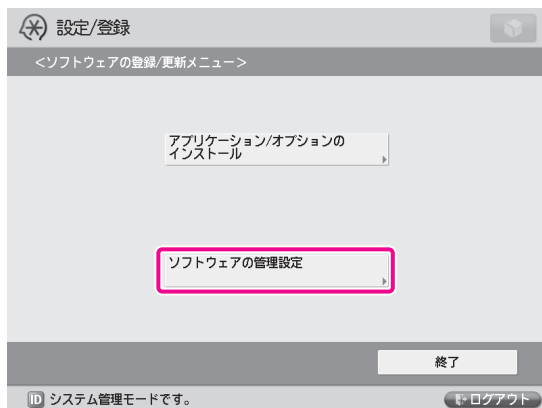 設定/登録
<ソフトウェアの登録/更新メニュー>
アプリケーション/オプションの
インストール
ソフトウェアの管理設定
終了
ID システム管理モードです。
ログアウト